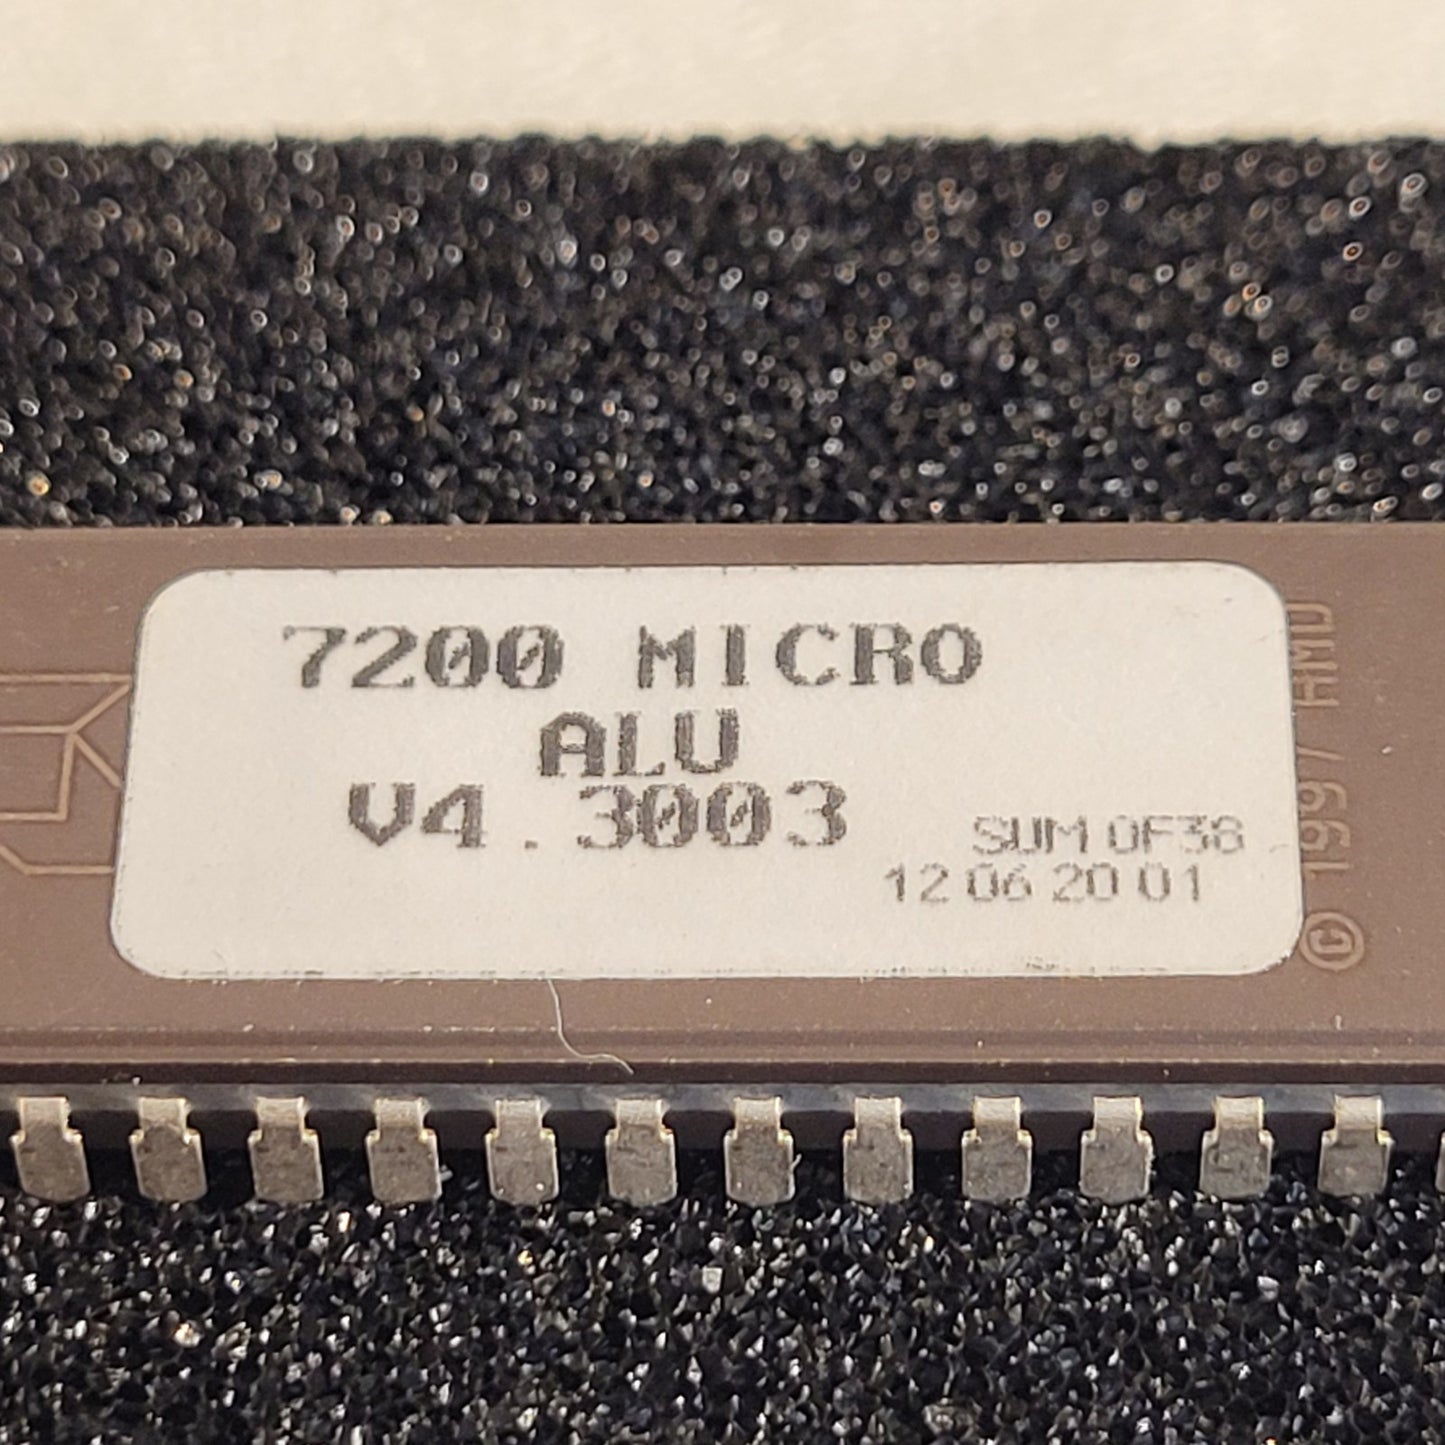 7200 MICRO
ALU
V4.3003
SUM 0F38
12 06 20 01
© 1997 AMD